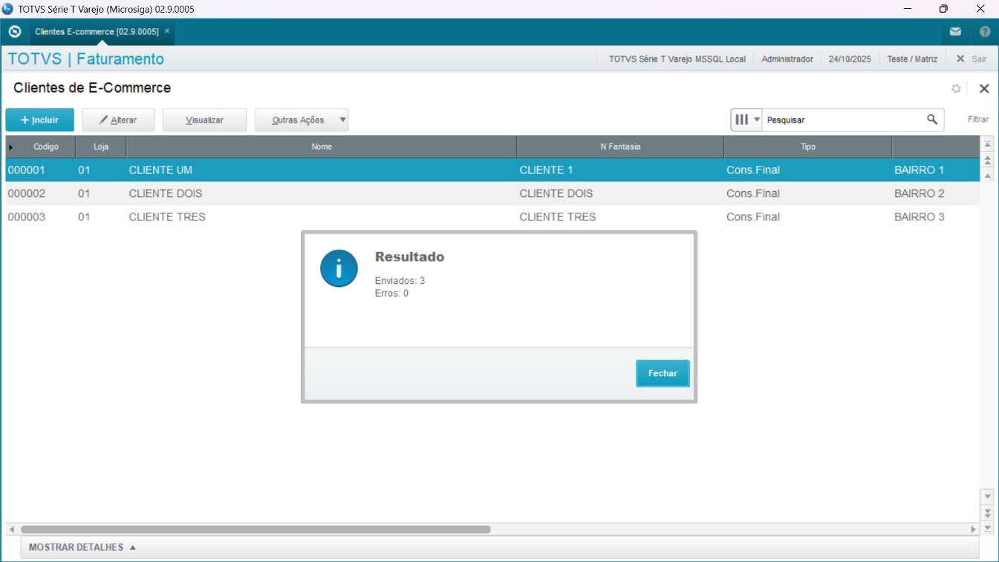 TOTVS Série T Varejo (Microsiga) 02.9.0005
Clientes E-commerce [02.9.0005] ×
TOTVS | Faturamento
TOTVS Série T Varejo MSSQL Local
Administrador
24/10/2025
Teste / Matriz
Sair
Clientes de E-Commerce
+ Incluir
Alterar
Visualizar
Outras Ações
Pesquisar
Filtrar
Codigo Loja Nome N Fantasia Tipo
000001 01 CLIENTE UM CLIENTE 1 Cons.Final BAIRRO 1
000002 01 CLIENTE DOIS CLIENTE DOIS Cons.Final BAIRRO 2
000003 01 CLIENTE TRES CLIENTE TRES Cons.Final BAIRRO 3
Resultado
Enviados: 3
Erros: 0
Fechar
MOSTRAR DETALHES